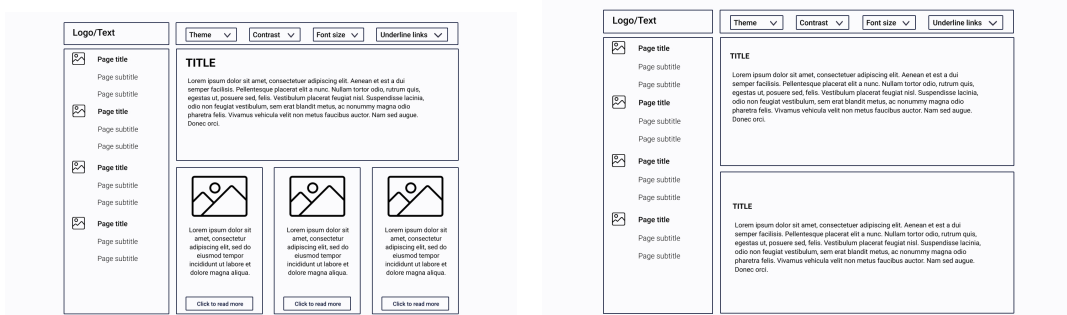 Logo/Text
Theme
Contrast
Font size
Underline links
Page title
Page subtitle
Page subtitle
Page title
Page subtitle
Page subtitle
Page title
Page subtitle
Page subtitle
Page title
Page subtitle
Page subtitle
TITLE
Lorem ipsum dolor sit amet, consectetuer adipiscing elit. Aenean et est a dui
semper facilisis. Pellentesque placerat elit a nunc. Nullam tortor odio, rutrum quis,
egestas ut, posuere sed, felis. Vestibulum placerat feugiat nisl. Suspendisse lacinia,
odio non feugiat vestibulum, sem erat blandit metus, ac nonummy magna odio
pharetra felis. Vivamus vehicula velit non metus faucibus auctor. Nam sed augue.
Donec orci.
Lorem ipsum dolor sit
amet, consectetur
adipiscing elit, sed do
eiusmod tempor
incididunt ut labore et
dolore magna aliqua.
Click to read more
Lorem ipsum dolor sit
amet, consectetur
adipiscing elit, sed do
eiusmod tempor
incididunt ut labore et
dolore magna aliqua.
Click to read more
Lorem ipsum dolor sit
amet, consectetur
adipiscing elit, sed do
eiusmod tempor
incididunt ut labore et
dolore magna aliqua.
Click to read more
Logo/Text
Theme
Contrast
Font size
Underline links
Page title
Page subtitle
Page subtitle
Page title
Page subtitle
Page subtitle
Page title
Page subtitle
Page subtitle
Page title
Page subtitle
Page subtitle
TITLE
Lorem ipsum dolor sit amet, consectetuer adipiscing elit. Aenean et est a dui
semper facilisis. Pellentesque placerat elit a nunc. Nullam tortor odio, rutrum quis,
egestas ut, posuere sed, felis. Vestibulum placerat feugiat nisl. Suspendisse lacinia,
odio non feugiat vestibulum, sem erat blandit metus, ac nonummy magna odio
pharetra felis. Vivamus vehicula velit non metus faucibus auctor. Nam sed augue.
Donec orci.
TITLE
Lorem ipsum dolor sit amet, consectetuer adipiscing elit. Aenean et est a dui
semper facilisis. Pellentesque placerat elit a nunc. Nullam tortor odio, rutrum quis,
egestas ut, posuere sed, felis. Vestibulum placerat feugiat nisl. Suspendisse lacinia,
odio non feugiat vestibulum, sem erat blandit metus, ac nonummy magna odio
pharetra felis. Vivamus vehicula velit non metus faucibus auctor. Nam sed augue.
Donec orci.